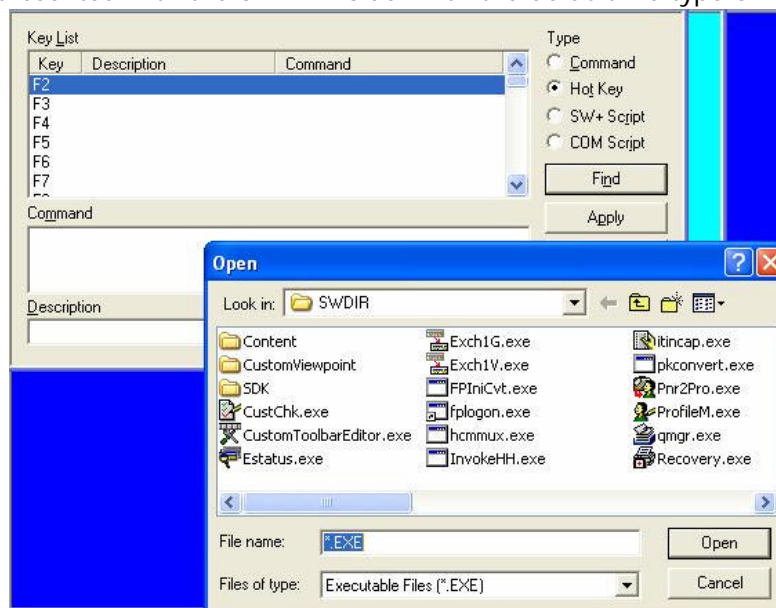 Key List
Type
Key Description Command
F2
F3
F4
F5
F6
F7
Command
Hot Key
SW+ Script
COM Script
Find
Apply
Command
Description
Open
Look in: SWDIR
Content
CustomViewpoint
SDK
CustChk.exe
CustomToolbarEditor.exe
Estatus.exe
Exch1G.exe
Exch1V.exe
FPIniCvt.exe
fplogon.exe
hcmmux.exe
InvokeHH.exe
itincap.exe
pkconvert.exe
Pnr2Pro.exe
ProfileM.exe
qmgr.exe
Recovery.exe
File name: *.EXE
Open
Files of type: Executable Files (*.EXE)
Cancel